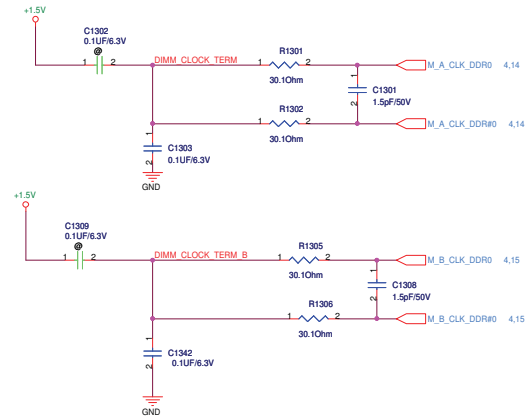 +1.5V
C1302
0.1UF/6.3V
@
1 2
DIMM_CLOCK_TERM
R1301
1 2
30.1Ohm
M_A_CLK_DDR0 4,14
1
C1301
1.5pF/50V
2
R1302
1 2
30.1Ohm
M_A_CLK_DDR#0 4,14
1
C1303
0.1UF/6.3V
2
GND
+1.5V
C1309
0.1UF/6.3V
@
1 2
DIMM_CLOCK_TERM_B
R1305
1 2
30.1Ohm
M_B_CLK_DDR0 4,15
1
C1308
1.5pF/50V
2
R1306
1 2
30.1Ohm
M_B_CLK_DDR#0 4,15
1
C1342
0.1UF/6.3V
2
GND